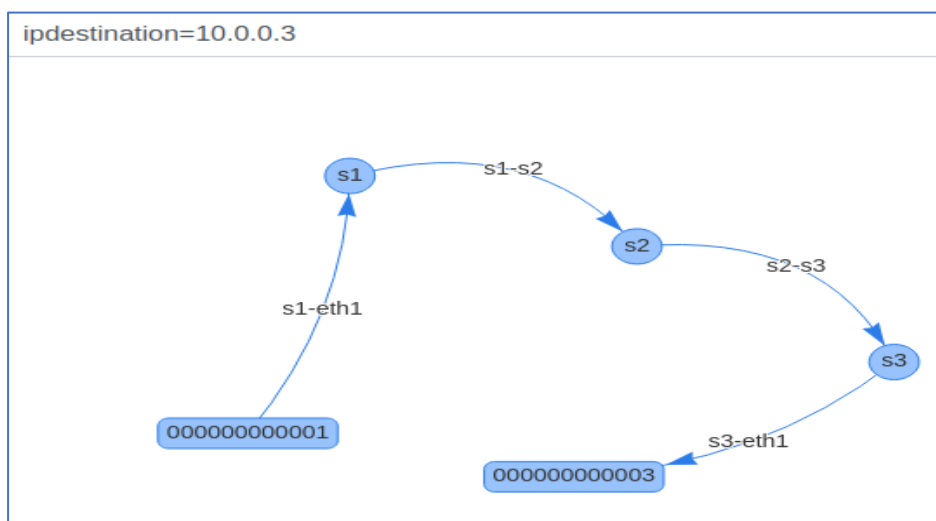 ipdestination=10.0.0.3
s1
s1-s2
s2
s2-s3
s1-eth1
s3
000000000001
s3-eth1
000000000003